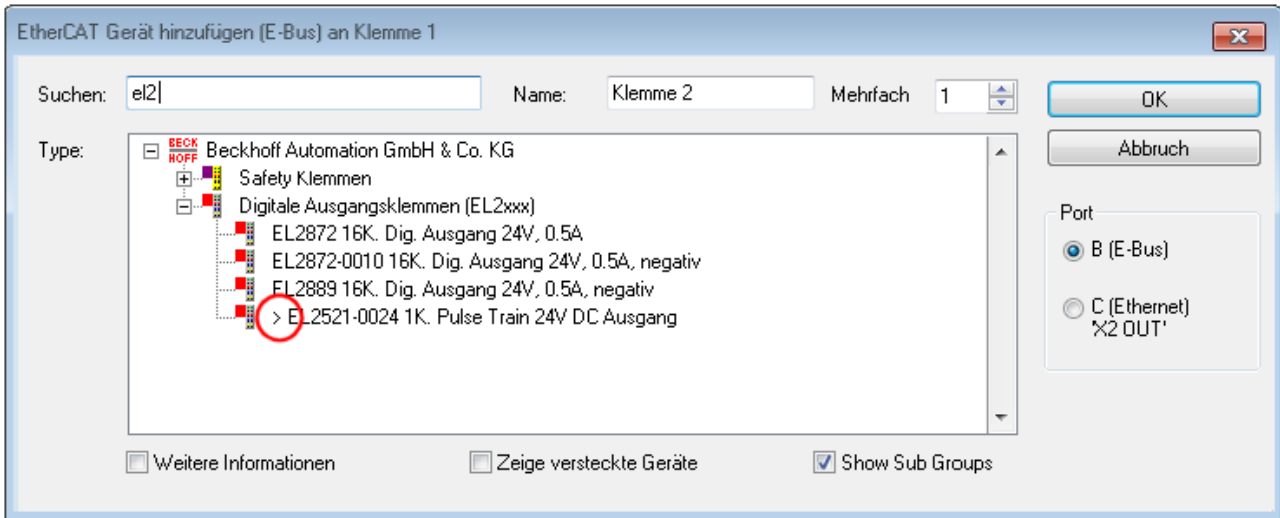 EtherCAT Gerät hinzufügen (E-Bus) an Klemme 1
Suchen: el2 Name: Klemme 2 Mehrfach 1 OK
Abbruch
Type: BECKHOFF Beckhoff Automation GmbH & Co. KG
Safety Klemmen
Digitale Ausgangsklemmen (EL2xxx)
EL2872 16K. Dig. Ausgang 24V, 0.5A
EL2872-0010 16K. Dig. Ausgang 24V, 0.5A, negativ
EL2889 16K. Dig. Ausgang 24V, 0.5A, negativ
> EL2521-0024 1K. Pulse Train 24V DC Ausgang
Port
B (E-Bus)
C (Ethernet)
'X2 OUT'
Weitere Informationen Zeige versteckte Geräte Show Sub Groups